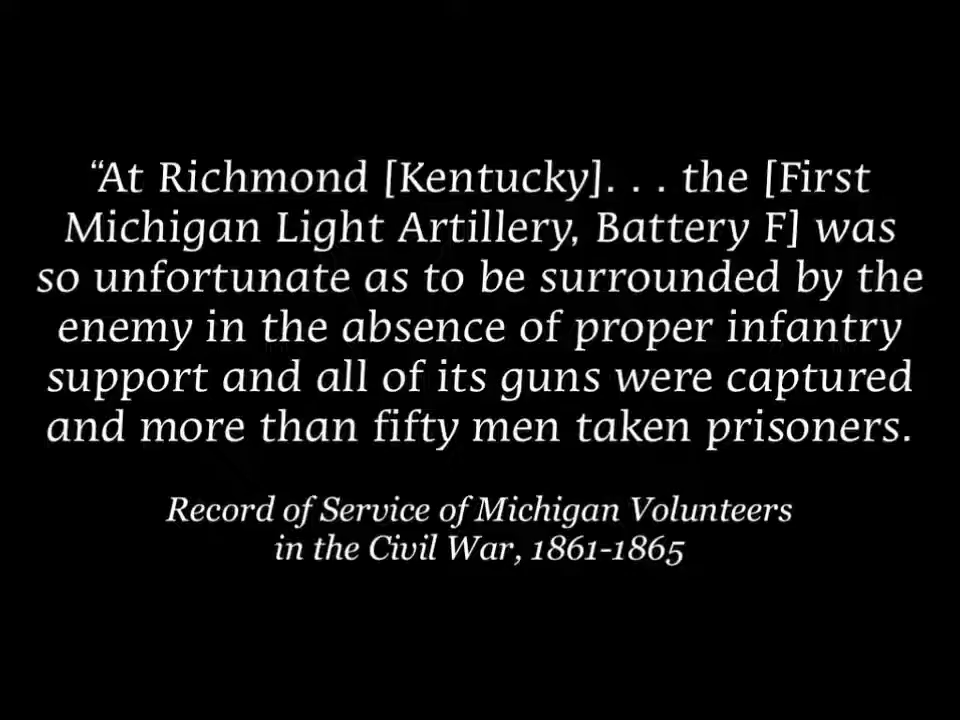 “At Richmond [Kentucky]. . . the [First
Michigan Light Artillery, Battery F] was
so unfortunate as to be surrounded by the
enemy in the absence of proper infantry
support and all of its guns were captured
and more than fifty men taken prisoners.
Record of Service of Michigan Volunteers
in the Civil War, 1861-1865